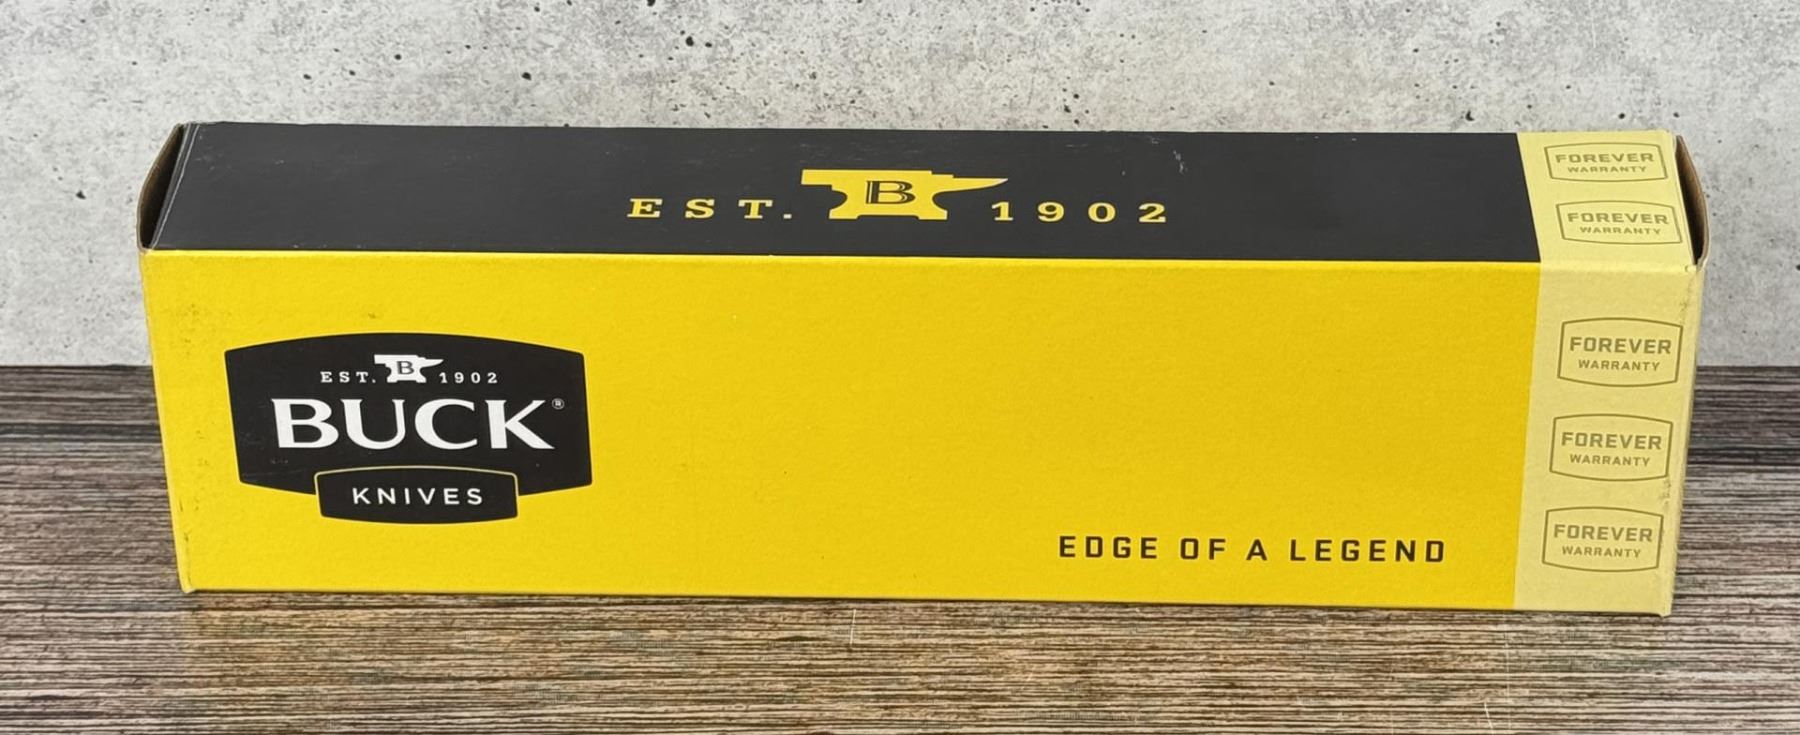 EST. B 1902
FOREVER
WARRANTY
FOREVER
WARRANTY
EST. B 1902
BUCK®
KNIVES
EDGE OF A LEGEND
FOREVER
WARRANTY
FOREVER
WARRANTY
FOREVER
WARRANTY